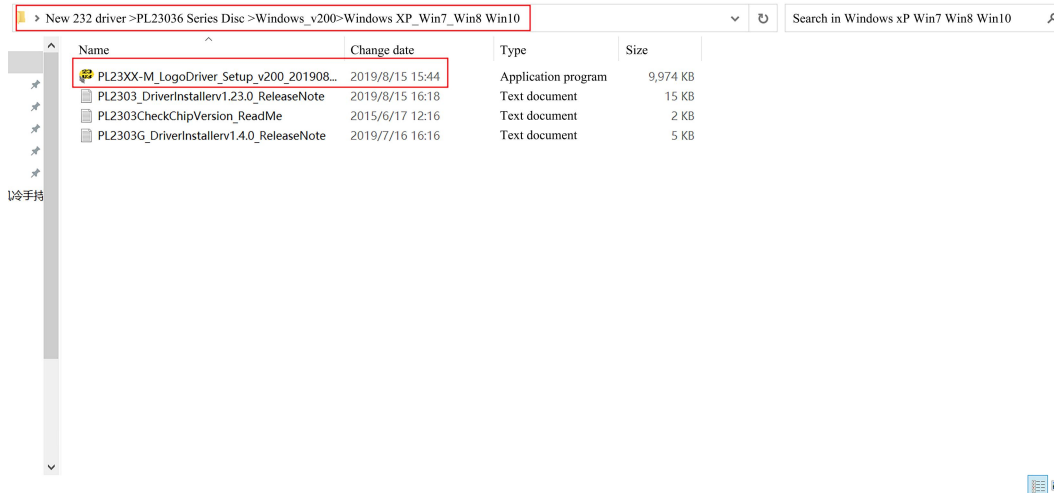 > New 232 driver >PL23036 Series Disc >Windows_v200>Windows XP_Win7_Win8 Win10
Search in Windows xP Win7 Win8 Win10
Name Change date Type Size
PL23XX-M_LogoDriver_Setup_v200_201908... 2019/8/15 15:44 Application program 9,974 KB
PL2303_DriverInstallerv1.23.0_ReleaseNote 2019/8/15 16:18 Text document 15 KB
PL2303CheckChipVersion_ReadMe 2015/6/17 12:16 Text document 2 KB
PL2303G_DriverInstallerv1.4.0_ReleaseNote 2019/7/16 16:16 Text document 5 KB
冷手持